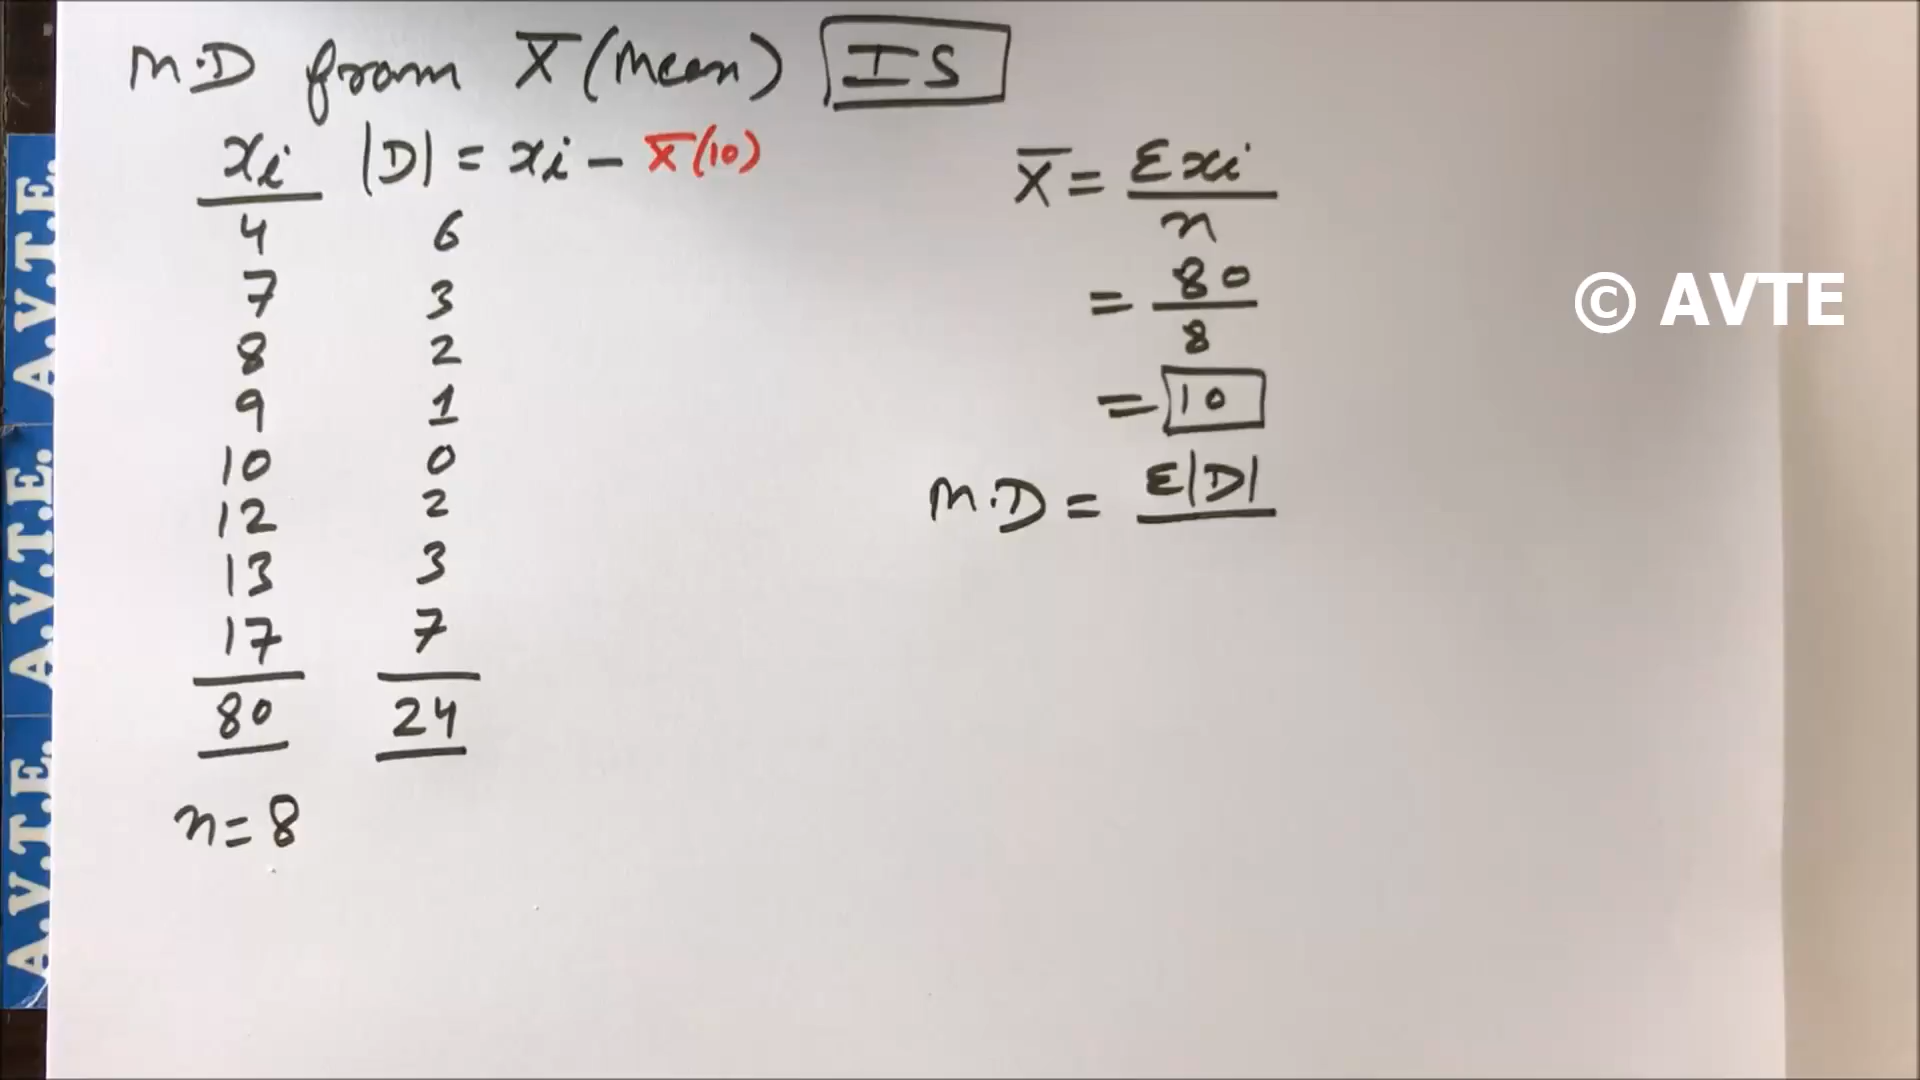 M.D from X̄ (Mean) IS
xi |D| = xi – X̄(10)
4 6
7 3
8 2
9 1
10 0
12 2
13 3
17 7
80 24
n=8
X̄ = Σxi
n
= 80
8
= 10
M.D = Σ|D|
© AVTE
A.V.T.E.
A.V.T.E.
A.V.T.E.